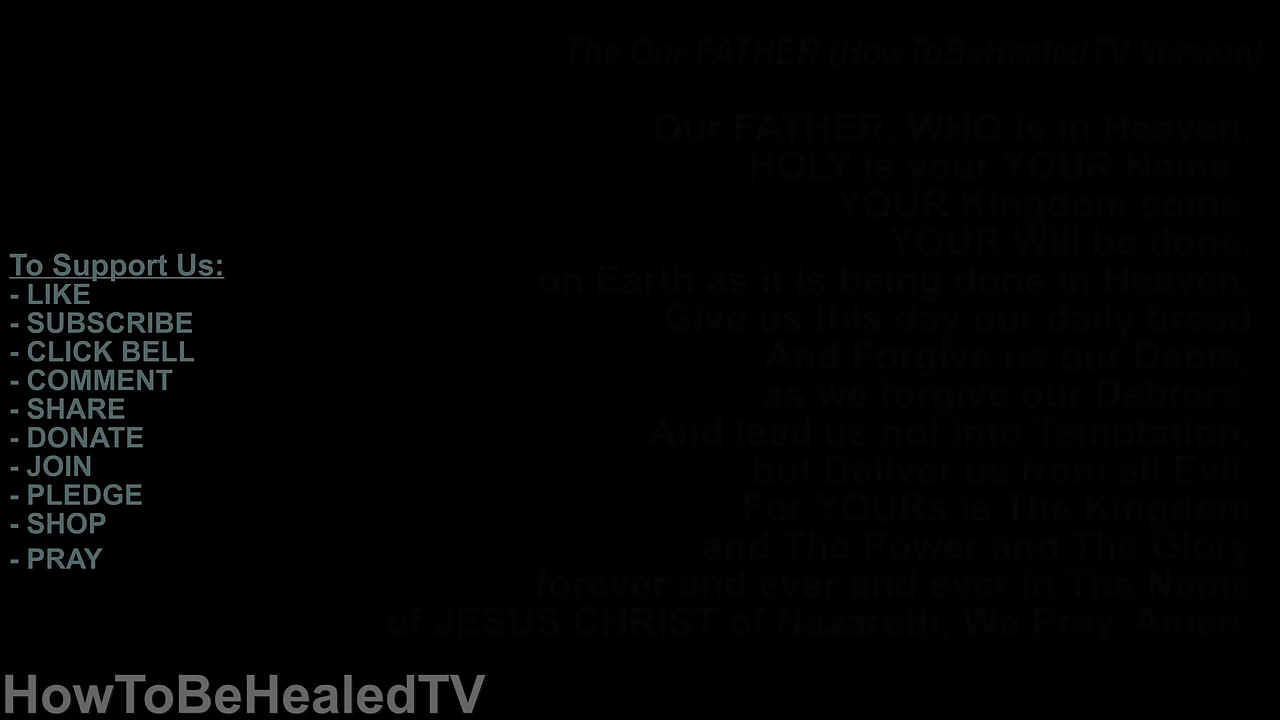 The Our FATHER (HowToBeHealedTV Version)
Our FATHER, WHO is in Heaven,
HOLY is your YOUR Name.
YOUR Kingdom come.
YOUR Will be done,
on Earth as it is being done in Heaven.
Give us this day our daily bread.
And Forgive us our Debts,
as we forgive our Debtors.
And lead us not into Temptation,
but Deliver us from all Evil.
For YOURs is The Kingdom
and The Power and The Glory
forever and ever and ever in The Name
of JESUS CHRIST of Nazareth, We Pray. Amen.
To Support Us:
- LIKE
- SUBSCRIBE
- CLICK BELL
- COMMENT
- SHARE
- DONATE
- JOIN
- PLEDGE
- SHOP
- PRAY
HowToBeHealedTV